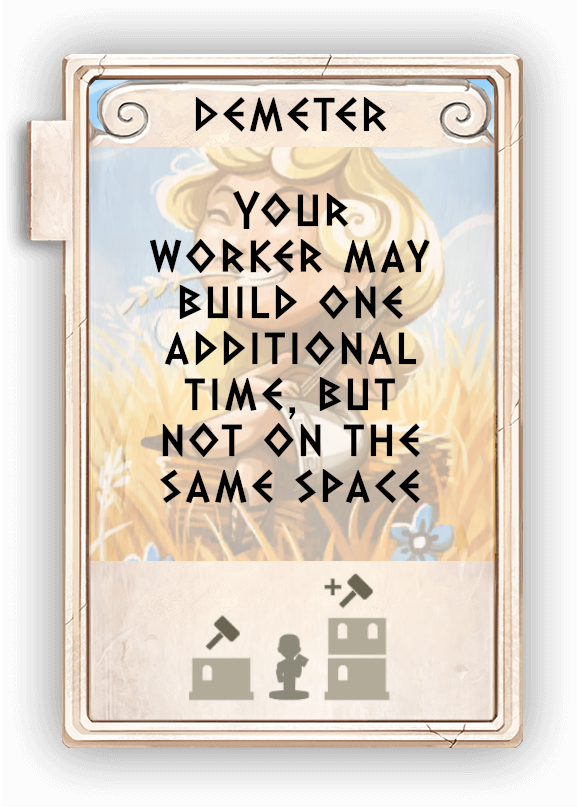 DEMETER
YOUR
WORKER MAY
BUILD ONE
ADDITIONAL
TIME, BUT
NOT ON THE
SAME SPACE
+